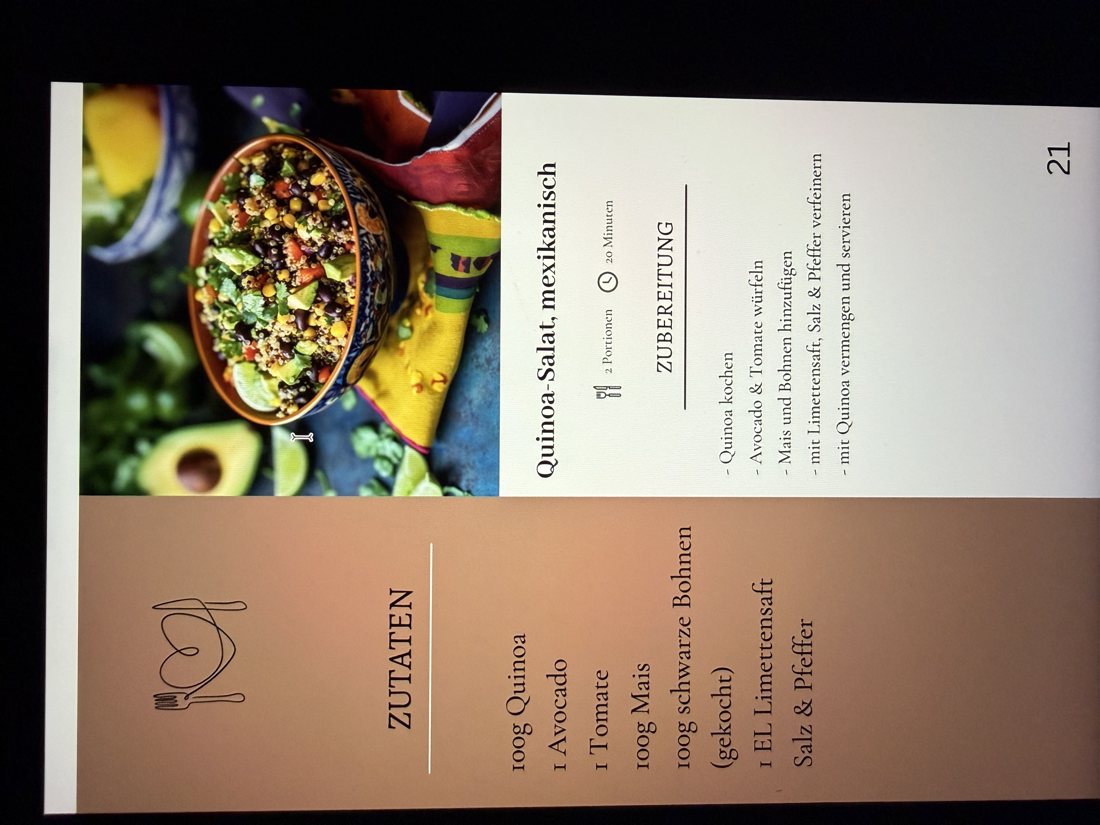 ZUTATEN
100g Quinoa
1 Avocado
1 Tomate
100g Mais
100g schwarze Bohnen
(gekocht)
1 EL Limettensaft
Salz & Pfeffer
Quinoa-Salat, mexikanisch
2 Portionen 20 Minuten
ZUBEREITUNG
- Quinoa kochen
- Avocado & Tomate würfeln
- Mais und Bohnen hinzufügen
- mit Limettensaft, Salz & Pfeffer verfeinern
- mit Quinoa vermengen und servieren
21